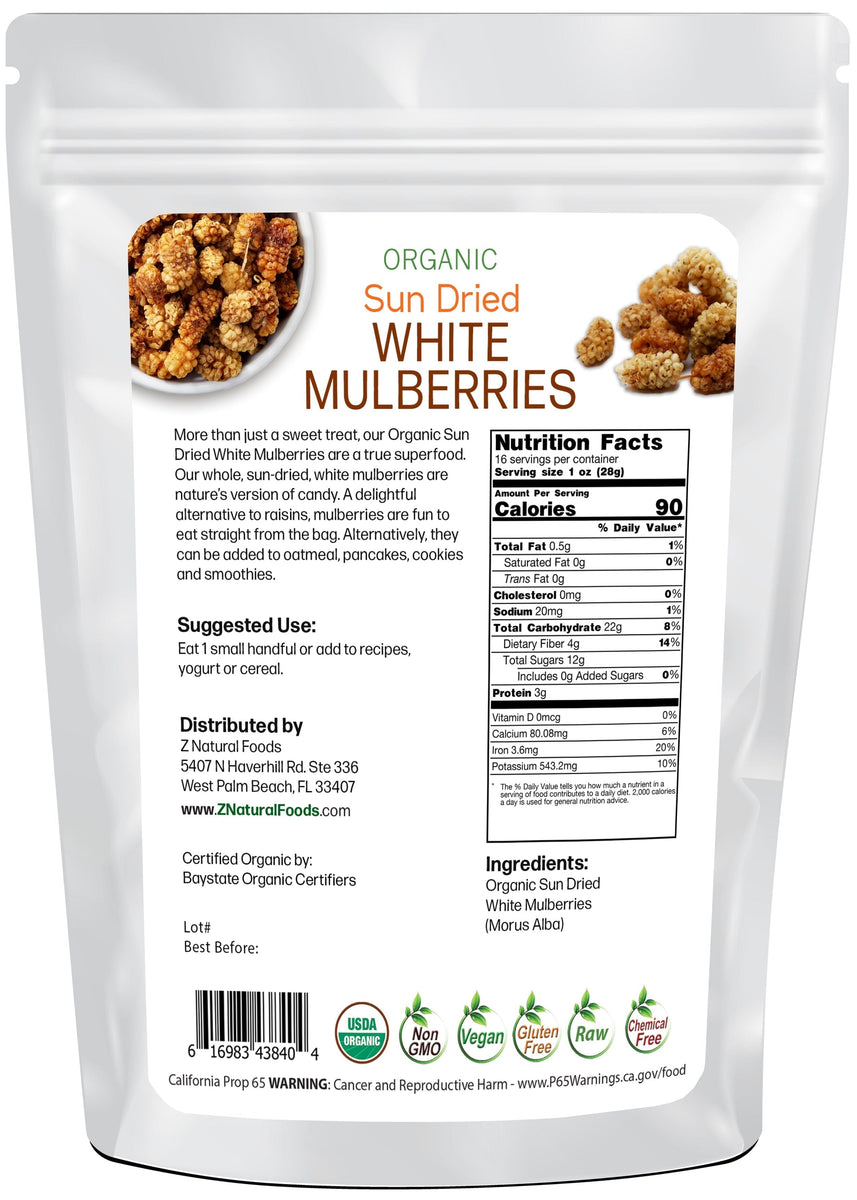 ORGANIC
Sun Dried
WHITE
MULBERRIES
More than just a sweet treat, our Organic Sun
Dried White Mulberries are a true superfood.
Our whole, sun-dried, white mulberries are
nature's version of candy. A delightful
alternative to raisins, mulberries are fun to
eat straight from the bag. Alternatively, they
can be added to oatmeal, pancakes, cookies
and smoothies.
Suggested Use:
Eat 1 small handful or add to recipes,
yogurt or cereal.
Distributed by
Z Natural Foods
5407 N Haverhill Rd. Ste 336
West Palm Beach, FL 33407
www.ZNaturalFoods.com
Certified Organic by:
Baystate Organic Certifiers
Lot#
Best Before:
Nutrition Facts
16 servings per container
Serving size 1 oz (28g)
Amount Per Serving
Calories 90
% Daily Value*
Total Fat 0.5g 1%
Saturated Fat 0g 0%
Trans Fat 0g
Cholesterol 0mg 0%
Sodium 20mg 1%
Total Carbohydrate 22g 8%
Dietary Fiber 4g 14%
Total Sugars 12g
Includes 0g Added Sugars 0%
Protein 3g
Vitamin D 0mcg 0%
Calcium 80.08mg 6%
Iron 3.6mg 20%
Potassium 543.2mg 10%
* The % Daily Value tells you how much a nutrient in a
serving of food contributes to a daily diet. 2,000 calories
a day is used for general nutrition advice.
Ingredients:
Organic Sun Dried
White Mulberries
(Morus Alba)
6 16983 43840 4
USDA
ORGANIC
Non
GMO
Vegan
Gluten
Free
Raw
Chemical
Free
California Prop 65 WARNING: Cancer and Reproductive Harm - www.P65Warnings.ca.gov/food